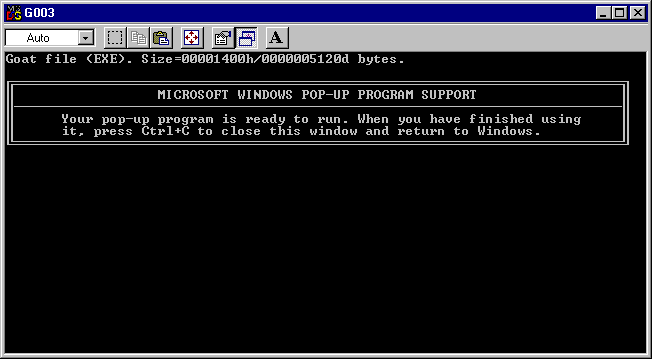 G003
Auto
A
Goat file (EXE). Size=00001400h/0000005120d bytes.
MICROSOFT WINDOWS POP-UP PROGRAM SUPPORT
Your pop-up program is ready to run. When you have finished using
it, press Ctrl+C to close this window and return to Windows.